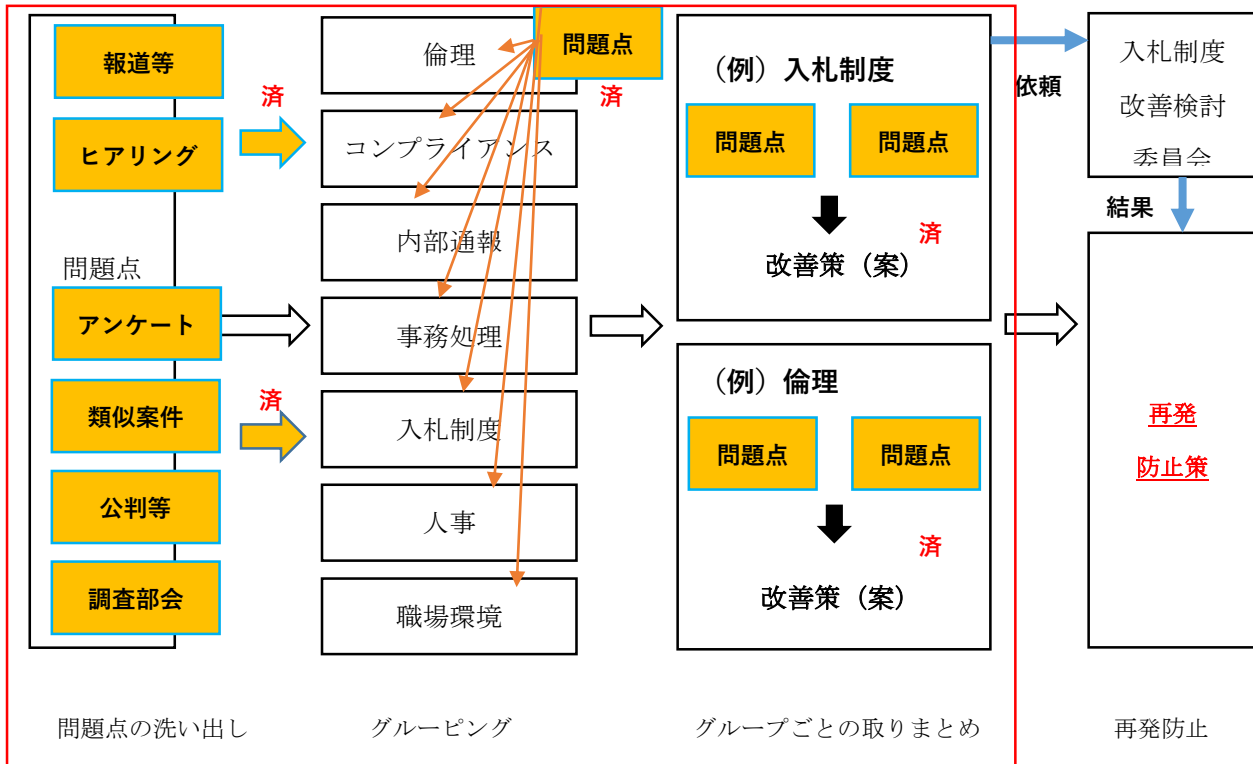 報道等
済
ヒアリング
問題点
アンケート
類似案件
済
公判等
調査部会
問題点の洗い出し
倫理
コンプライアンス
内部通報
事務処理
入札制度
人事
職場環境
グルーピング
問題点
済
(例)入札制度
問題点
問題点
済
改善策(案)
(例)倫理
問題点
問題点
済
改善策(案)
グループごとの取りまとめ
依頼
入札制度
改善検討
委員会
結果
再発
防止策
再発防止